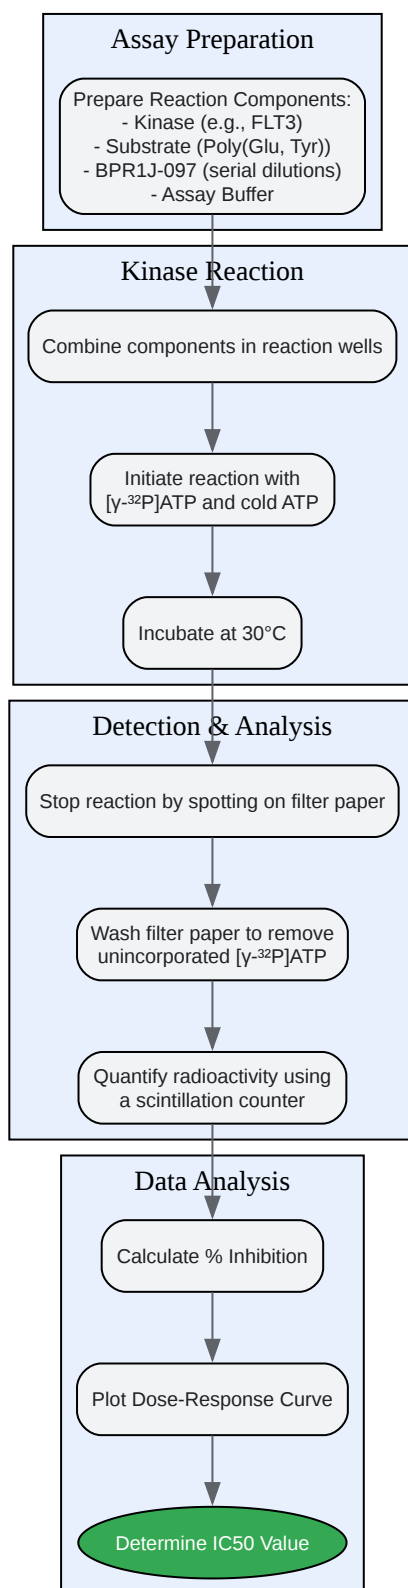 Assay Preparation
Prepare Reaction Components:
- Kinase (e.g., FLT3)
- Substrate (Poly(Glu, Tyr))
- BPR1J-097 (serial dilutions)
- Assay Buffer
Kinase Reaction
Combine components in reaction wells
Initiate reaction with
[γ-³²P]ATP and cold ATP
Incubate at 30°C
Detection & Analysis
Stop reaction by spotting on filter paper
Wash filter paper to remove
unincorporated [γ-³²P]ATP
Quantify radioactivity using
a scintillation counter
Data Analysis
Calculate % Inhibition
Plot Dose-Response Curve
Determine IC50 Value